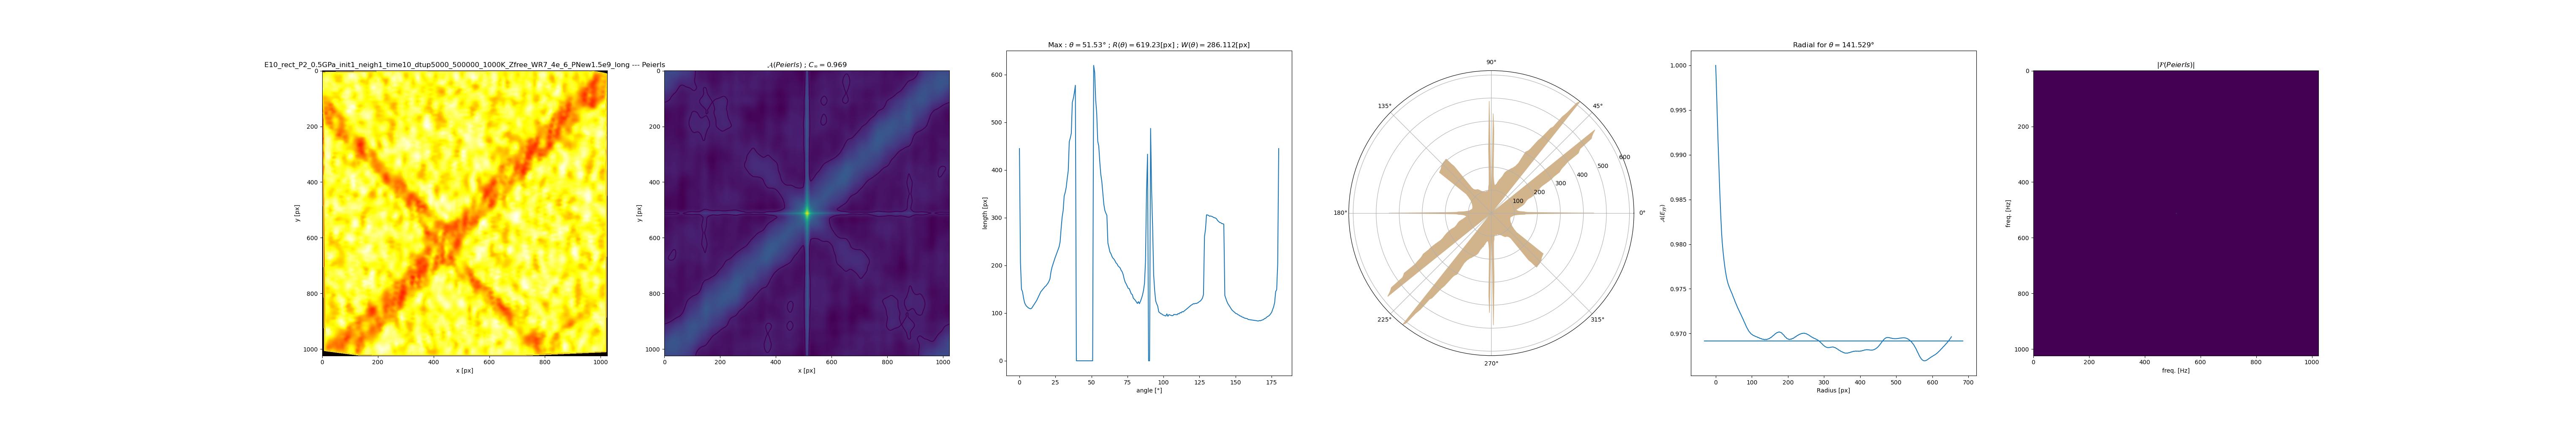 E10_rect_P2_0.5GPa_init1_neigh1_time10_dtup5000_500000_1000K_Zfree_WR7_4e_6_PNew1.5e9_long --- Peierls
0
200
400
600
800
1000
y [px]
0 200 400 600 800 1000
x [px]
𝒜(Peierls) ; C∞ = 0.969
0
200
400
600
800
1000
y [px]
0 200 400 600 800 1000
x [px]
Max : θ = 51.53° ; R(θ) = 619.23[px] ; W(θ) = 286.112[px]
600
500
400
300
200
100
0
length [px]
0 25 50 75 100 125 150 175
angle [°]
90°
135° 45°
600
500
400
300
200
100
180° 0°
225° 315°
270°
Radial for θ = 141.529°
1.000
0.995
0.990
0.985
0.980
0.975
0.970
0 100 200 300 400 500 600 700
Radius [px]
|ℱ(Peierls)|
0
200
400
600
800
1000
freq. [Hz]
0 200 400 600 800 1000
freq. [Hz]